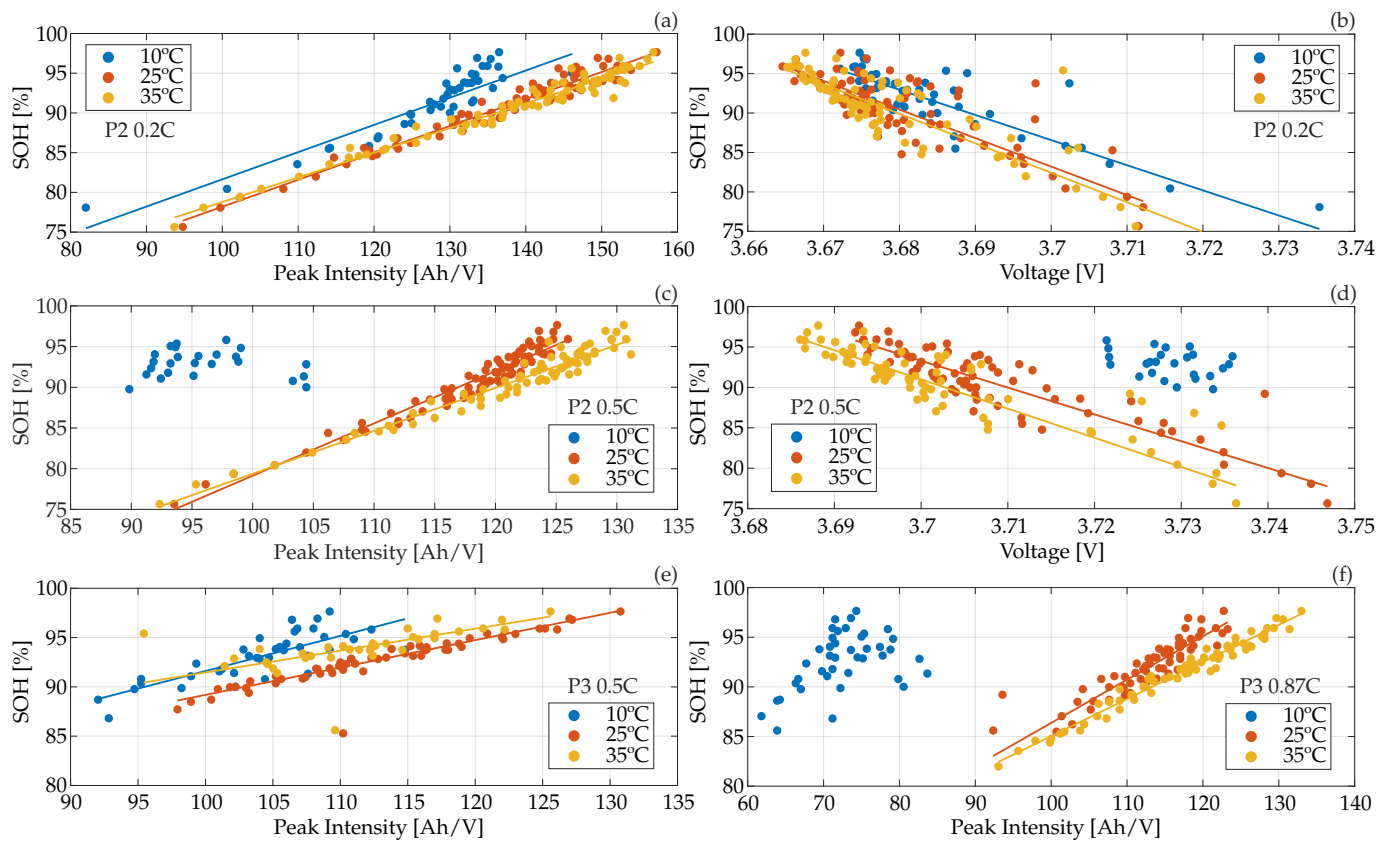 (a)
100
95
90
85
80
75
SOH [%]
10ºC
25ºC
35ºC
P2 0.2C
80 90 100 110 120 130 140 150 160
Peak Intensity [Ah/V]
(b)
100
95
90
85
80
75
SOH [%]
10ºC
25ºC
35ºC
P2 0.2C
3.66 3.67 3.68 3.69 3.7 3.71 3.72 3.73 3.74
Voltage [V]
(c)
100
95
90
85
80
75
SOH [%]
P2 0.5C
10ºC
25ºC
35ºC
85 90 95 100 105 110 115 120 125 130 135
Peak Intensity [Ah/V]
(d)
100
95
90
85
80
75
SOH [%]
P2 0.5C
10ºC
25ºC
35ºC
3.68 3.69 3.7 3.71 3.72 3.73 3.74 3.75
Voltage [V]
(e)
100
95
90
85
80
SOH [%]
P3 0.5C
10ºC
25ºC
35ºC
90 95 100 105 110 115 120 125 130 135
Peak Intensity [Ah/V]
(f)
100
95
90
85
80
SOH [%]
P3 0.87C
10ºC
25ºC
35ºC
60 70 80 90 100 110 120 130 140
Peak Intensity [Ah/V]